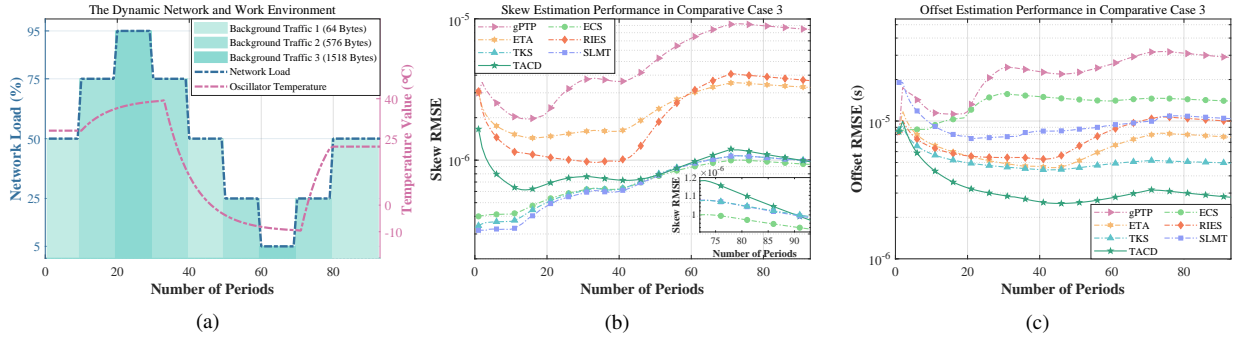 The Dynamic Network and Work Environment
Background Traffic 1 (64 Bytes)
Background Traffic 2 (576 Bytes)
Background Traffic 3 (1518 Bytes)
Network Load
Oscillator Temperature
95
75
50
25
5
Network Load (%)
40
25
0
-10
Temperature Value (°C)
0 20 40 60 80
Number of Periods
(a)
Skew Estimation Performance in Comparative Case 3
gPTP ECS
ETA RIES
TKS SLMT
TACD
10-5
10-6
Skew RMSE
1.2 ×10-6
1.1
1
Skew RMSE
80 90
Number of Periods
0 20 40 60 80
Number of Periods
(b)
Offset Estimation Performance in Comparative Case 3
10-5
10-6
Offset RMSE (s)
gPTP ECS
ETA RIES
TKS SLMT
TACD
0 20 40 60 80
Number of Periods
(c)